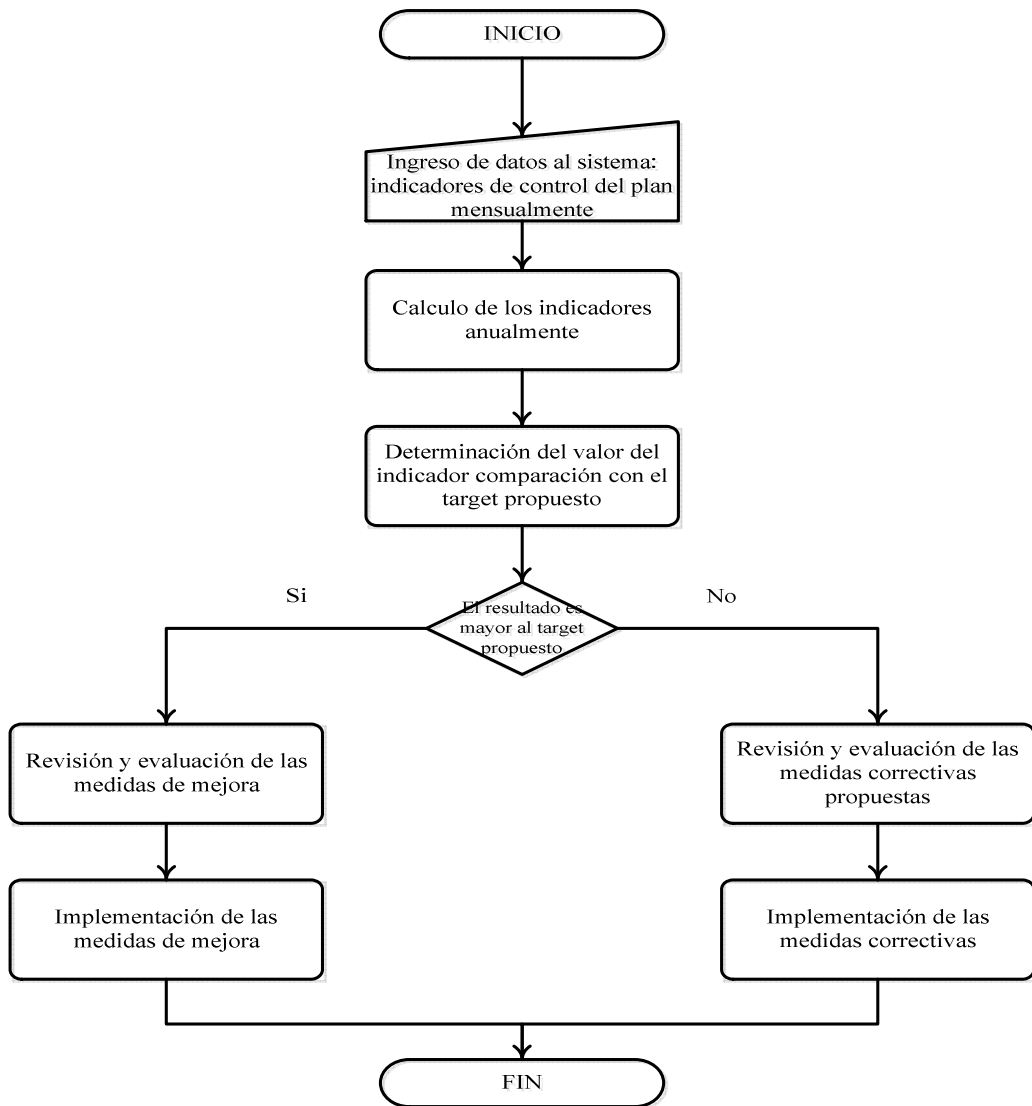 INICIO
Ingreso de datos al sistema:
indicadores de control del plan
mensualmente
Calculo de los indicadores
anualmente
Determinación del valor del
indicador comparación con el
target propuesto
Si
No
El resultado es
mayor al target
propuesto
Revisión y evaluación de las
medidas de mejora
Revisión y evaluación de las
medidas correctivas
propuestas
Implementación de las
medidas de mejora
Implementación de las
medidas correctivas
FIN